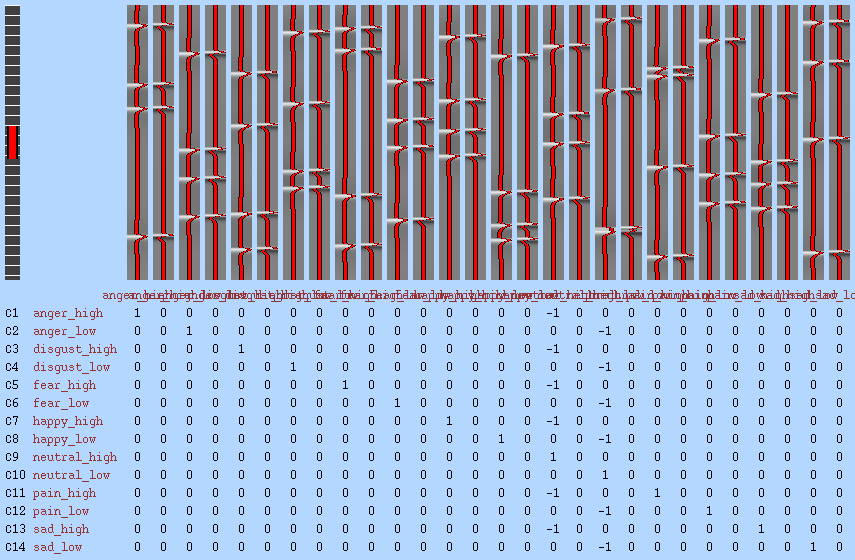 C1 anger_high 1 0 0 0 0 0 0 0 0 0 0 0 0 0 0 0 -1 0 0 0 0 0 0 0 0 0 0 0
C2 anger_low 0 0 1 0 0 0 0 0 0 0 0 0 0 0 0 0 0 0 -1 0 0 0 0 0 0 0 0 0
C3 disgust_high 0 0 0 0 1 0 0 0 0 0 0 0 0 0 0 0 -1 0 0 0 0 0 0 0 0 0 0 0
C4 disgust_low 0 0 0 0 0 0 1 0 0 0 0 0 0 0 0 0 0 0 -1 0 0 0 0 0 0 0 0 0
C5 fear_high 0 0 0 0 0 0 0 0 1 0 0 0 0 0 0 0 -1 0 0 0 0 0 0 0 0 0 0 0
C6 fear_low 0 0 0 0 0 0 0 0 0 0 1 0 0 0 0 0 0 0 -1 0 0 0 0 0 0 0 0 0
C7 happy_high 0 0 0 0 0 0 0 0 0 0 0 0 1 0 0 0 -1 0 0 0 0 0 0 0 0 0 0 0
C8 happy_low 0 0 0 0 0 0 0 0 0 0 0 0 0 0 1 0 0 0 -1 0 0 0 0 0 0 0 0 0
C9 neutral_high 0 0 0 0 0 0 0 0 0 0 0 0 0 0 0 0 1 0 0 0 0 0 0 0 0 0 0 0
C10 neutral_low 0 0 0 0 0 0 0 0 0 0 0 0 0 0 0 0 0 0 1 0 0 0 0 0 0 0 0 0
C11 pain_high 0 0 0 0 0 0 0 0 0 0 0 0 0 0 0 0 -1 0 0 0 1 0 0 0 0 0 0 0
C12 pain_low 0 0 0 0 0 0 0 0 0 0 0 0 0 0 0 0 0 0 -1 0 0 0 1 0 0 0 0 0
C13 sad_high 0 0 0 0 0 0 0 0 0 0 0 0 0 0 0 0 -1 0 0 0 0 0 0 0 1 0 0 0
C14 sad_low 0 0 0 0 0 0 0 0 0 0 0 0 0 0 0 0 0 0 -1 0 0 0 0 0 0 0 1 0